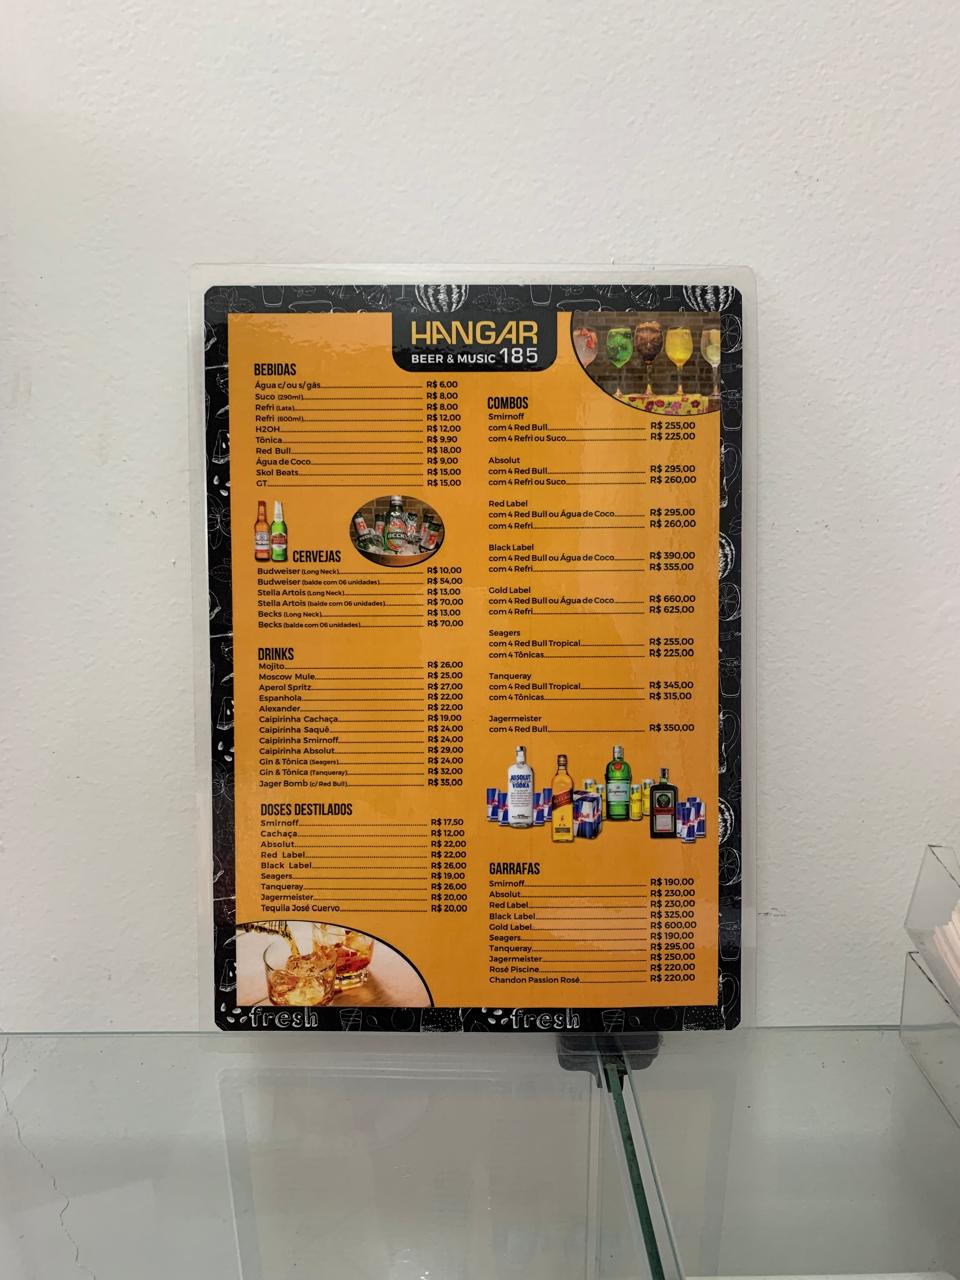 HANGAR
BEER & MUSIC 185
BEBIDAS
Água c/ ou s/ gás R$ 6,00
Suco (290ml) R$ 8,00
Refri (Lata) R$ 8,00
Refri (600ml) R$ 12,00
H2OH R$ 12,00
Tônica R$ 9,90
Red Bull R$ 18,00
Água de Coco R$ 9,00
Skol Beats R$ 15,00
GT R$ 15,00
CERVEJAS
Budweiser (Long Neck) R$ 10,00
Budweiser (balde com 06 unidades) R$ 54,00
Stella Artois (Long Neck) R$ 13,00
Stella Artois (balde com 06 unidades) R$ 70,00
Becks (Long Neck) R$ 13,00
Becks (balde com 06 unidades) R$ 70,00
DRINKS
Mojito R$ 26,00
Moscow Mule R$ 25,00
Aperol Spritz R$ 27,00
Espanhola R$ 22,00
Alexander R$ 22,00
Caipirinha Cachaça R$ 19,00
Caipirinha Saquê R$ 24,00
Caipirinha Smirnoff R$ 24,00
Caipirinha Absolut R$ 29,00
Gin & Tônica (Seagers) R$ 24,00
Gin & Tônica (Tanqueray) R$ 32,00
Jager Bomb (c/ Red Bull) R$ 35,00
DOSES DESTILADOS
Smirnoff R$ 17,50
Cachaça R$ 12,00
Absolut R$ 22,00
Red Label R$ 22,00
Black Label R$ 26,00
Seagers R$ 19,00
Tanqueray R$ 26,00
Jagermeister R$ 20,00
Tequila José Cuervo R$ 20,00
COMBOS
Smirnoff
com 4 Red Bull R$ 255,00
com 4 Refri ou Suco R$ 225,00
Absolut
com 4 Red Bull R$ 295,00
com 4 Refri ou Suco R$ 260,00
Red Label
com 4 Red Bull ou Água de Coco R$ 295,00
com 4 Refri R$ 260,00
Black Label
com 4 Red Bull ou Água de Coco R$ 390,00
com 4 Refri R$ 355,00
Gold Label
com 4 Red Bull ou Água de Coco R$ 660,00
com 4 Refri R$ 625,00
Seagers
com 4 Red Bull Tropical R$ 255,00
com 4 Tônicas R$ 225,00
Tanqueray
com 4 Red Bull Tropical R$ 345,00
com 4 Tônicas R$ 315,00
Jagermeister
com 4 Red Bull R$ 350,00
ABSOLUT
VODKA
GARRAFAS
Smirnoff R$ 190,00
Absolut R$ 230,00
Red Label R$ 230,00
Black Label R$ 325,00
Gold Label R$ 600,00
Seagers R$ 190,00
Tanqueray R$ 295,00
Jagermeister R$ 250,00
Rosé Piscine R$ 220,00
Chandon Passion Rosé R$ 220,00
fresh
fresh